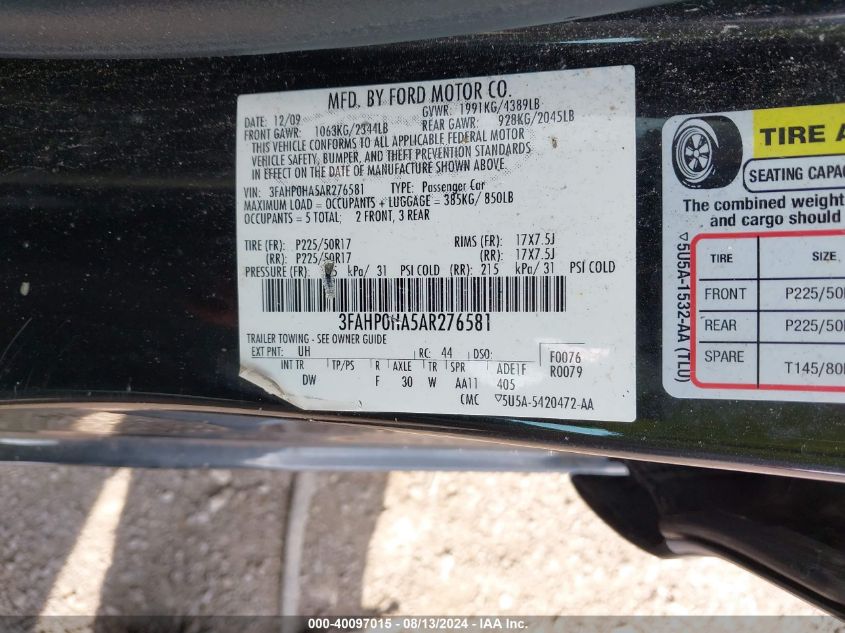 MFD. BY FORD MOTOR CO.
DATE: 12/09 GVWR: 1991KG/4389LB
FRONT GAWR: 1063KG/2344LB REAR GAWR: 928KG/2045LB
THIS VEHICLE CONFORMS TO ALL APPLICABLE FEDERAL MOTOR
VEHICLE SAFETY, BUMPER, AND THEFT PREVENTION STANDARDS
IN EFFECT ON THE DATE OF MANUFACTURE SHOWN ABOVE.
VIN: 3FAHP0HA5AR276581 TYPE: Passenger Car
MAXIMUM LOAD = OCCUPANTS + LUGGAGE = 385KG/ 850LB
OCCUPANTS = 5 TOTAL; 2 FRONT, 3 REAR
TIRE (FR): P225/50R17 RIMS (FR): 17X7.5J
(RR): P225/50R17 (RR): 17X7.5J
PRESSURE (FR): kPa/ 31 PSI COLD (RR): 215 kPa/ 31 PSI COLD
3FAHP0HA5AR276581
TRAILER TOWING - SEE OWNER GUIDE
EXT PNT: UH RC: 44 DSO: F0076
INT TR TP/PS R AXLE TR SPR ADE1F R0079
DW F 30 W AA11 405
CMC ▽5U5A-5420472-AA
TIRE A
SEATING CAPAC
The combined weight
and cargo should
TIRE SIZE
FRONT P225/50
REAR P225/50
SPARE T145/80
▽5U5A-1532-AA (TLU)
000-40097015 - 08/13/2024 - IAA Inc.